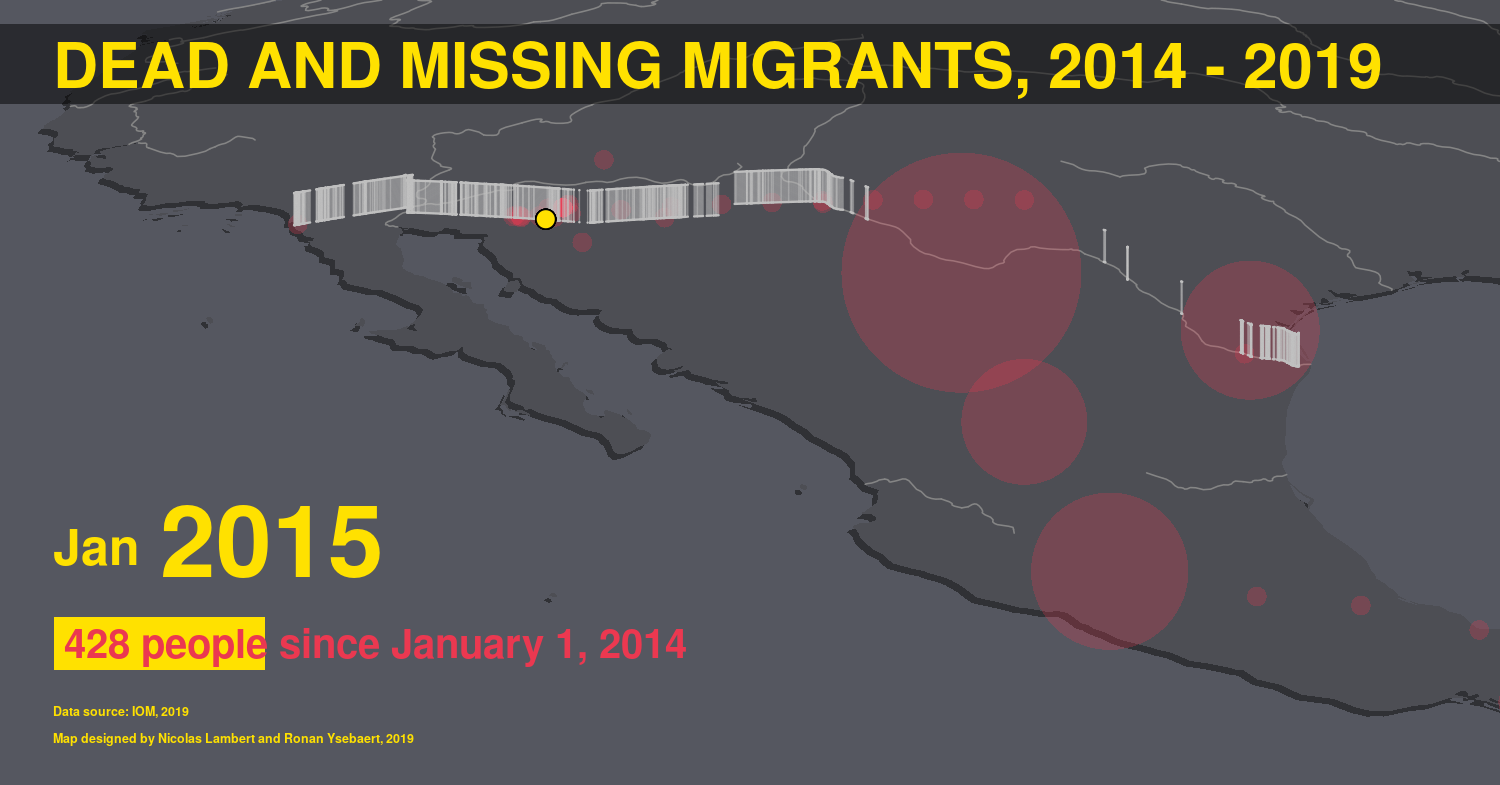 DEAD AND MISSING MIGRANTS, 2014 - 2019
Jan 2015
428 people since January 1, 2014
Data source: IOM, 2019
Map designed by Nicolas Lambert and Ronan Ysebaert, 2019